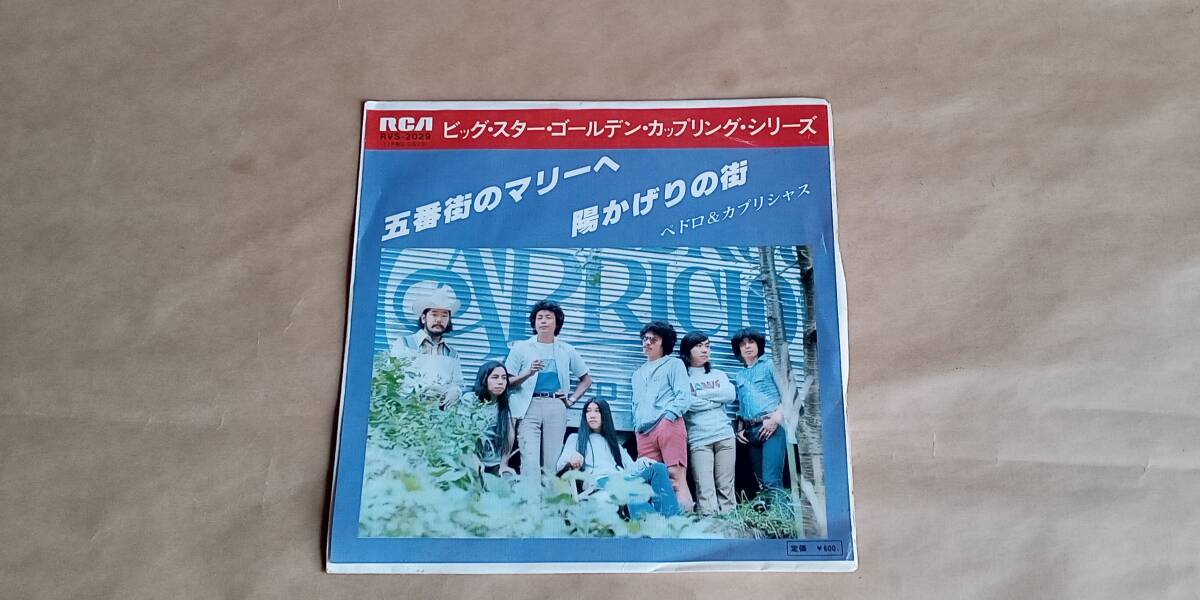 RCA
RVS-2029
ビッグ・スター・ゴールデン・カップリング・シリーズ
五番街のマリーへ
陽かげりの街
ペドロ&カプリシャス
CAPRICIO
定価 ¥600.